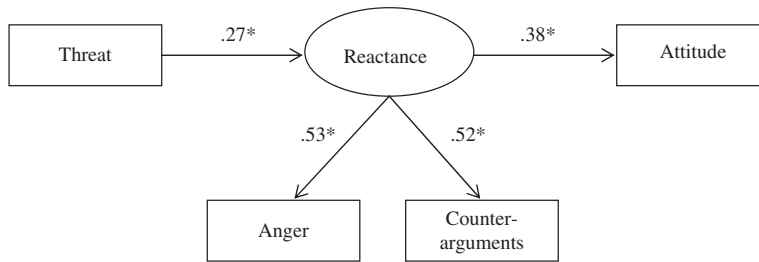 .27*
.38*
Threat
Reactance
Attitude
.53*
.52*
Anger
Counter-
arguments